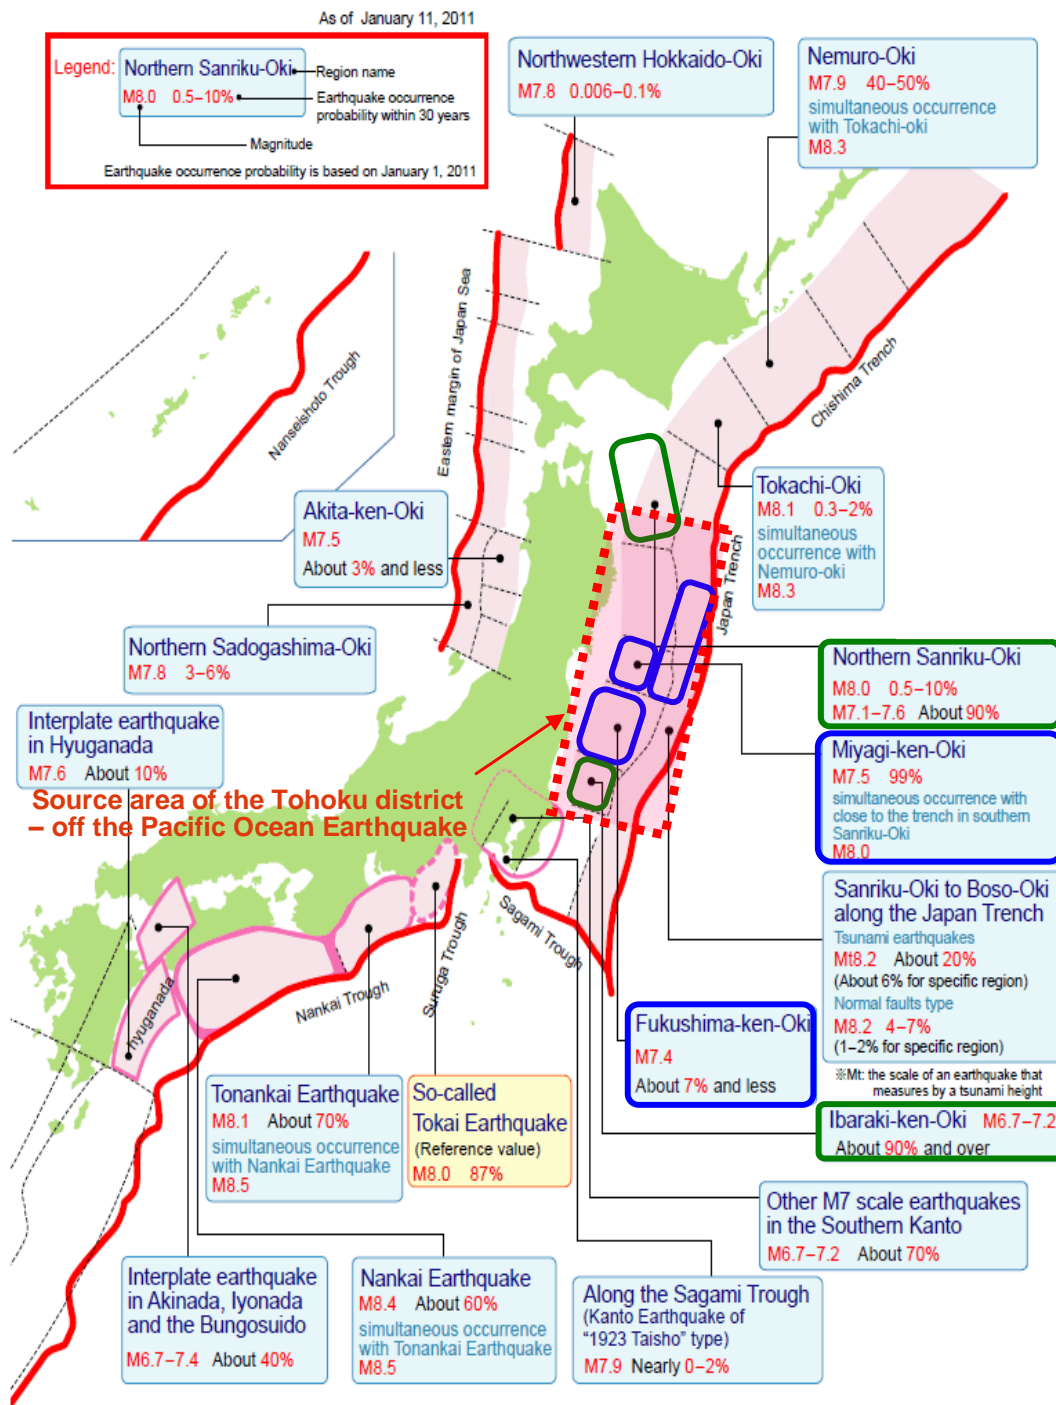 As of January 11, 2011
Legend:
Northern Sanriku-Oki
M8.0 0.5–10%
Region name
Earthquake occurrence
probability within 30 years
Magnitude
Earthquake occurrence probability is based on January 1, 2011
Northwestern Hokkaido-Oki
M7.8 0.006–0.1%
Nemuro-Oki
M7.9 40–50%
simultaneous occurrence
with Tokachi-oki
M8.3
Nanseishoto Trough
Eastern margin of Japan Sea
Chishima Trench
Akita-ken-Oki
M7.5
About 3% and less
Tokachi-Oki
M8.1 0.3–2%
simultaneous
occurrence with
Nemuro-oki
M8.3
Japan Trench
Northern Sadogashima-Oki
M7.8 3–6%
Northern Sanriku-Oki
M8.0 0.5–10%
M7.1–7.6 About 90%
Interplate earthquake
in Hyuganada
M7.6 About 10%
Miyagi-ken-Oki
M7.5 99%
simultaneous occurrence with
close to the trench in southern
Sanriku-Oki
M8.0
Source area of the Tohoku district
– off the Pacific Ocean Earthquake
Sanriku-Oki to Boso-Oki
along the Japan Trench
Tsunami earthquakes
Mt8.2 About 20%
(About 6% for specific region)
Normal faults type
M8.2 4–7%
(1–2% for specific region)
※Mt: the scale of an earthquake that
measures by a tsunami height
Sagami Trough
Suruga Trough
Nankai Trough
hyuganada
Fukushima-ken-Oki
M7.4
About 7% and less
Tonankai Earthquake
M8.1 About 70%
simultaneous occurrence
with Nankai Earthquake
M8.5
So-called
Tokai Earthquake
(Reference value)
M8.0 87%
Ibaraki-ken-Oki M6.7–7.2
About 90% and over
Other M7 scale earthquakes
in the Southern Kanto
M6.7–7.2 About 70%
Interplate earthquake
in Akinada, Iyonada
and the Bungosuido
M6.7–7.4 About 40%
Nankai Earthquake
M8.4 About 60%
simultaneous occurrence
with Tonankai Earthquake
M8.5
Along the Sagami Trough
(Kanto Earthquake of
“1923 Taisho” type)
M7.9 Nearly 0–2%